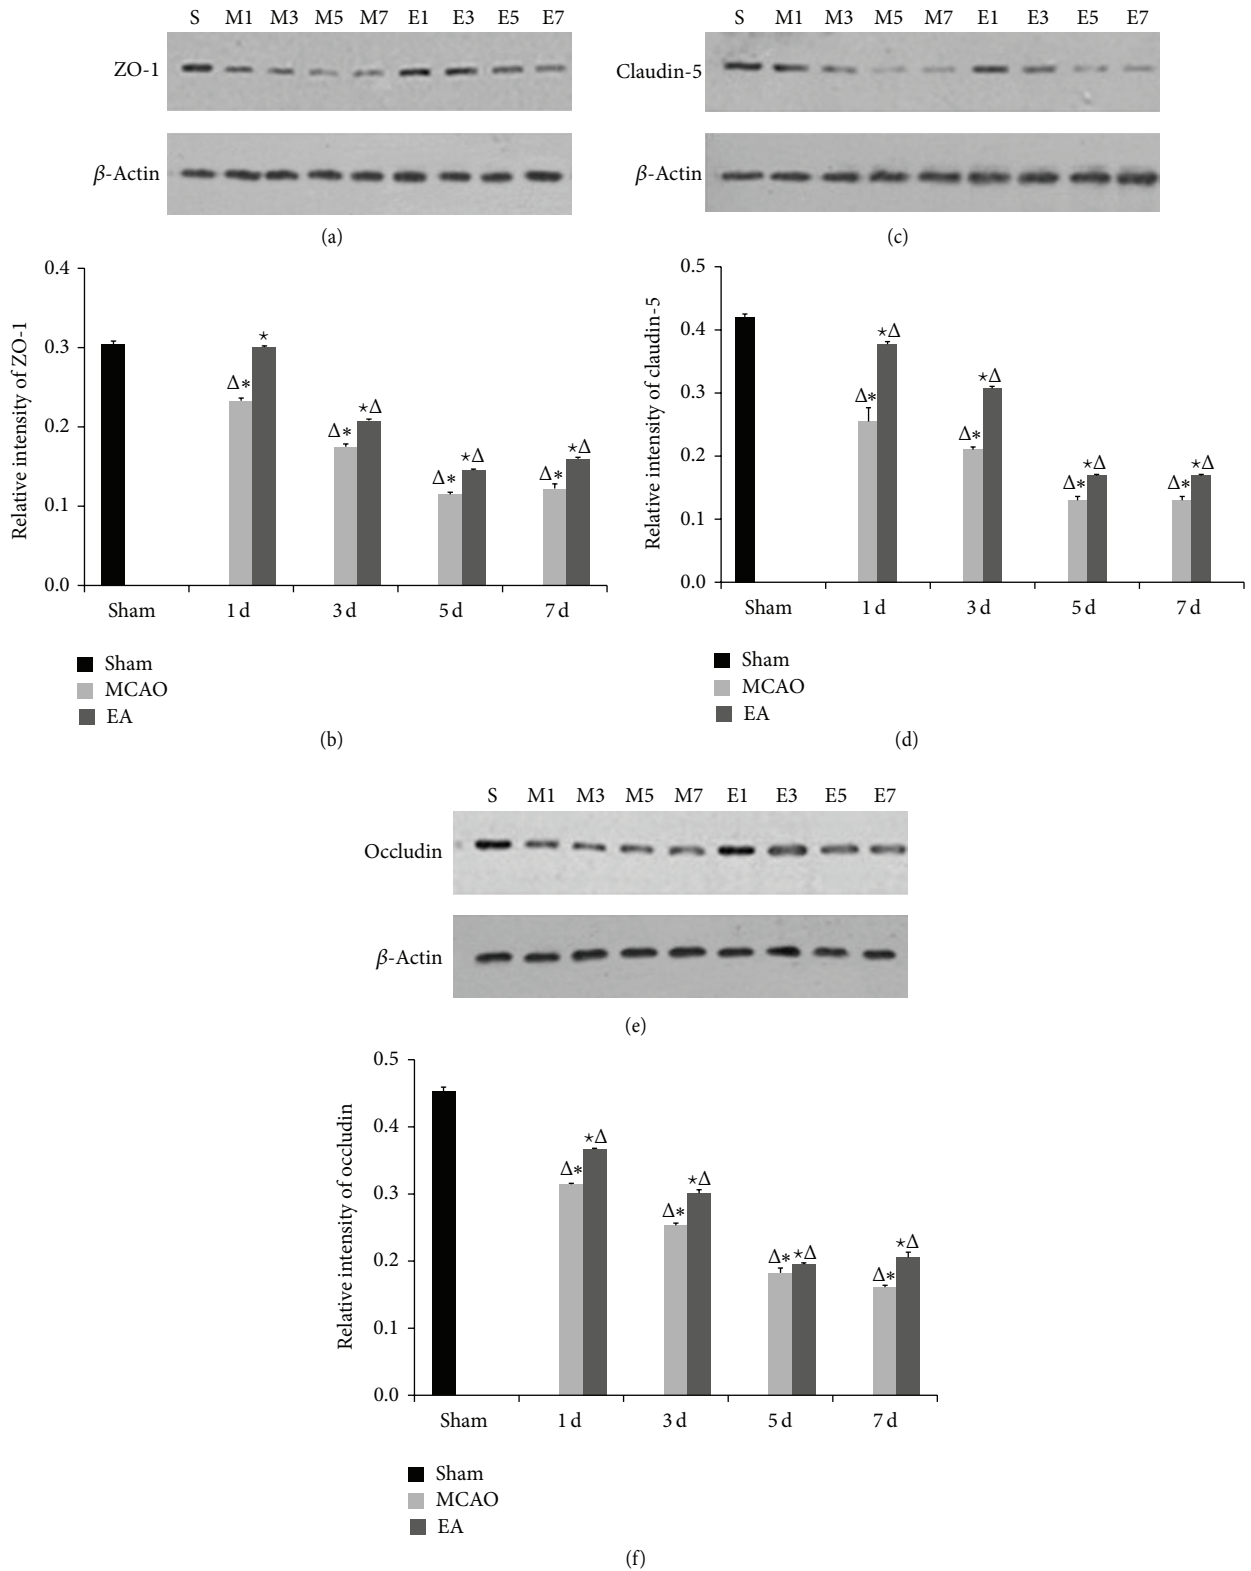 S M1 M3 M5 M7 E1 E3 E5 E7
ZO-1
β-Actin
(a)
S M1 M3 M5 M7 E1 E3 E5 E7
Claudin-5
β-Actin
(c)
Relative intensity of ZO-1
0.4
0.3
0.2
0.1
0.0
Δ* ⋆
Δ* ⋆Δ
Δ* ⋆Δ
Δ* ⋆Δ
Sham 1 d 3 d 5 d 7 d
Sham
MCAO
EA
(b)
Relative intensity of claudin-5
0.5
0.4
0.3
0.2
0.1
0.0
Δ* ⋆Δ
Δ* ⋆Δ
Δ* ⋆Δ
Δ* ⋆Δ
Sham 1 d 3 d 5 d 7 d
Sham
MCAO
EA
(d)
S M1 M3 M5 M7 E1 E3 E5 E7
Occludin
β-Actin
(e)
Relative intensity of occludin
0.5
0.4
0.3
0.2
0.1
0.0
Δ* ⋆Δ
Δ* ⋆Δ
Δ* ⋆Δ
Δ* ⋆Δ
Sham 1 d 3 d 5 d 7 d
Sham
MCAO
EA
(f)